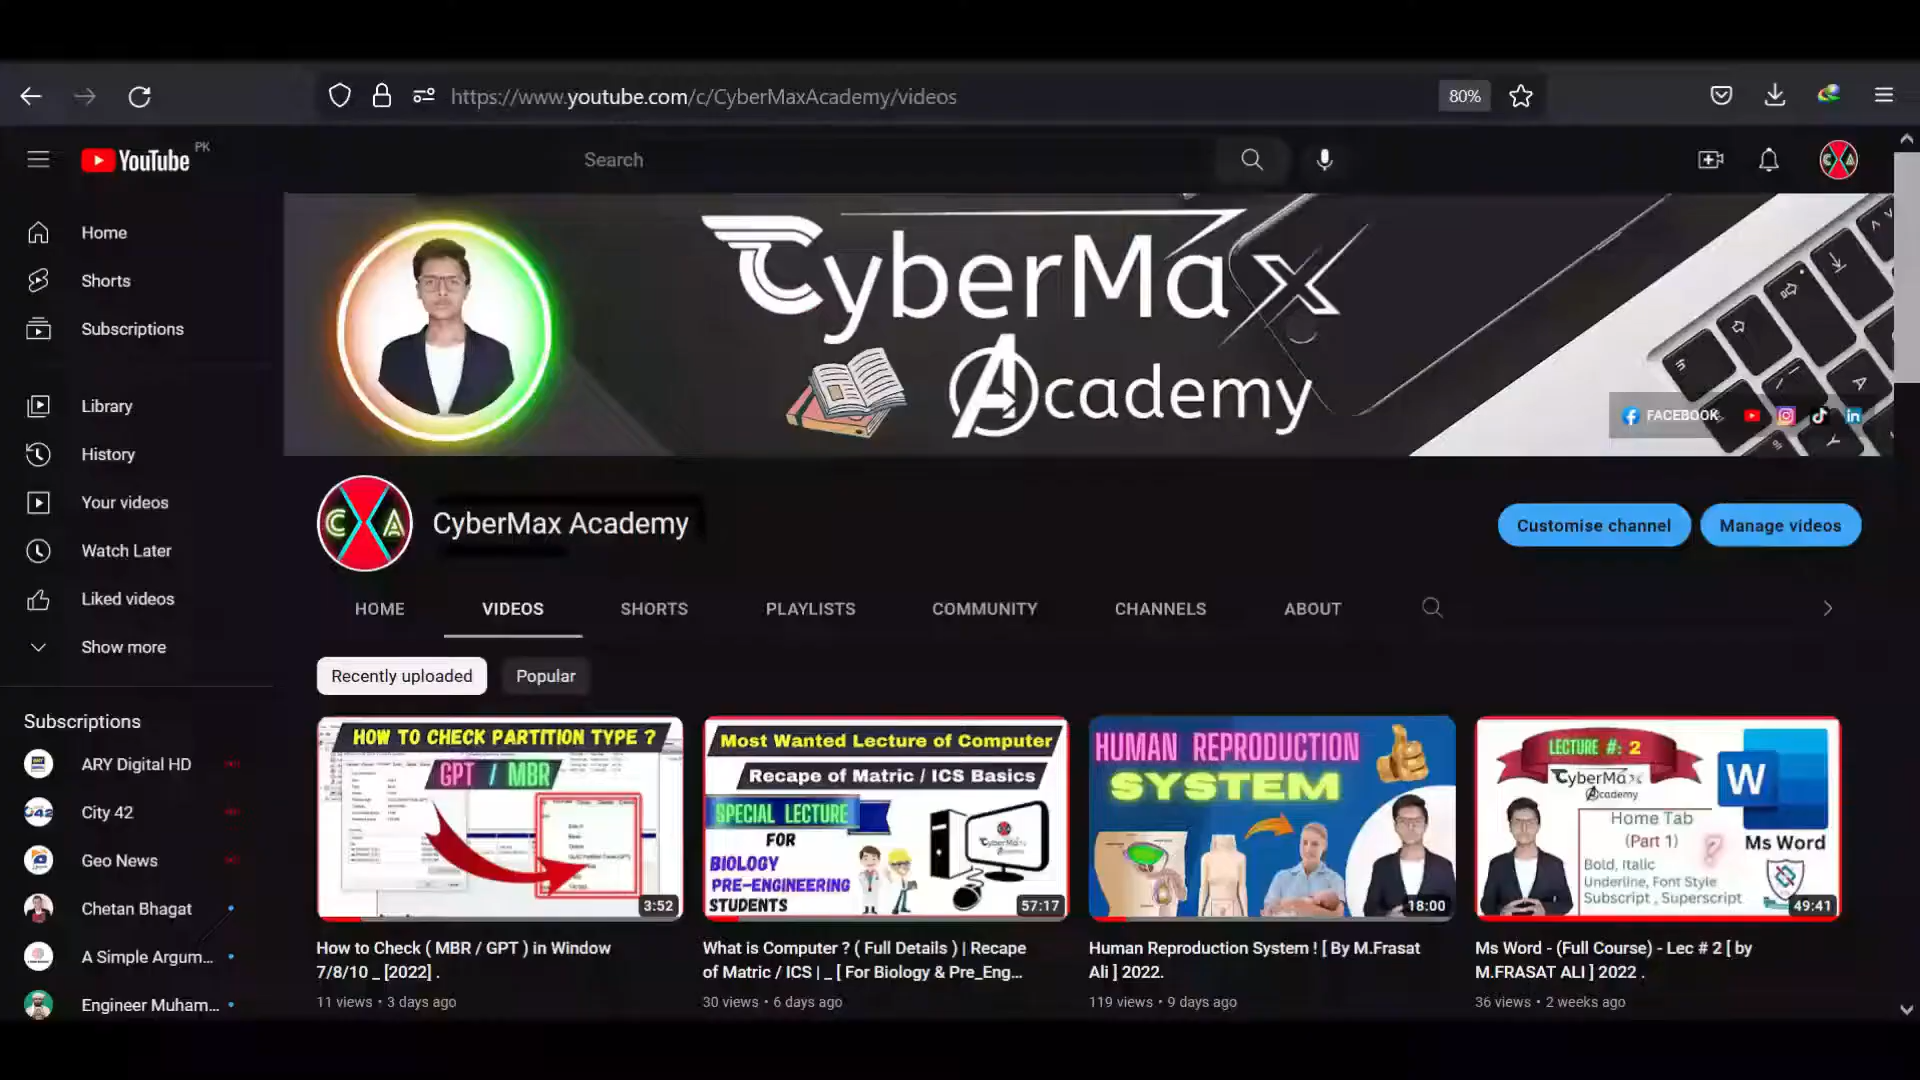 https://www.youtube.com/c/CyberMaxAcademy/videos
80%
YouTube PK
Search
Home
Shorts
Subscriptions
Library
History
Your videos
Watch Later
Liked videos
Show more
Subscriptions
ARY Digital HD
City 42
Geo News
Chetan Bhagat
A Simple Argum...
Engineer Muham...
CyberMax
Academy
FACEBOOK
C A
CyberMax Academy
Customise channel
Manage videos
HOME
VIDEOS
SHORTS
PLAYLISTS
COMMUNITY
CHANNELS
ABOUT
Recently uploaded
Popular
HOW TO CHECK PARTITION TYPE ?
GPT / MBR
3:52
How to Check ( MBR / GPT ) in Window
7/8/10 _ [2022] .
11 views • 3 days ago
Most Wanted Lecture of Computer
Recape of Matric / ICS Basics
SPECIAL LECTURE
FOR
BIOLOGY
PRE-ENGINEERING
STUDENTS
CyberMax
57:17
What is Computer ? ( Full Details ) | Recape
of Matric / ICS | _ [ For Biology & Pre_Eng...
30 views • 6 days ago
HUMAN REPRODUCTION
SYSTEM
18:00
Human Reproduction System ! [ By M.Frasat
Ali ] 2022.
119 views • 9 days ago
LECTURE #: 2
CyberMax
Academy
Home Tab
(Part 1)
Bold, Italic
Underline, Font Style
Subscript , Superscript
W
Ms Word
49:41
Ms Word - (Full Course) - Lec # 2 [ by
M.FRASAT ALI ] 2022 .
36 views • 2 weeks ago